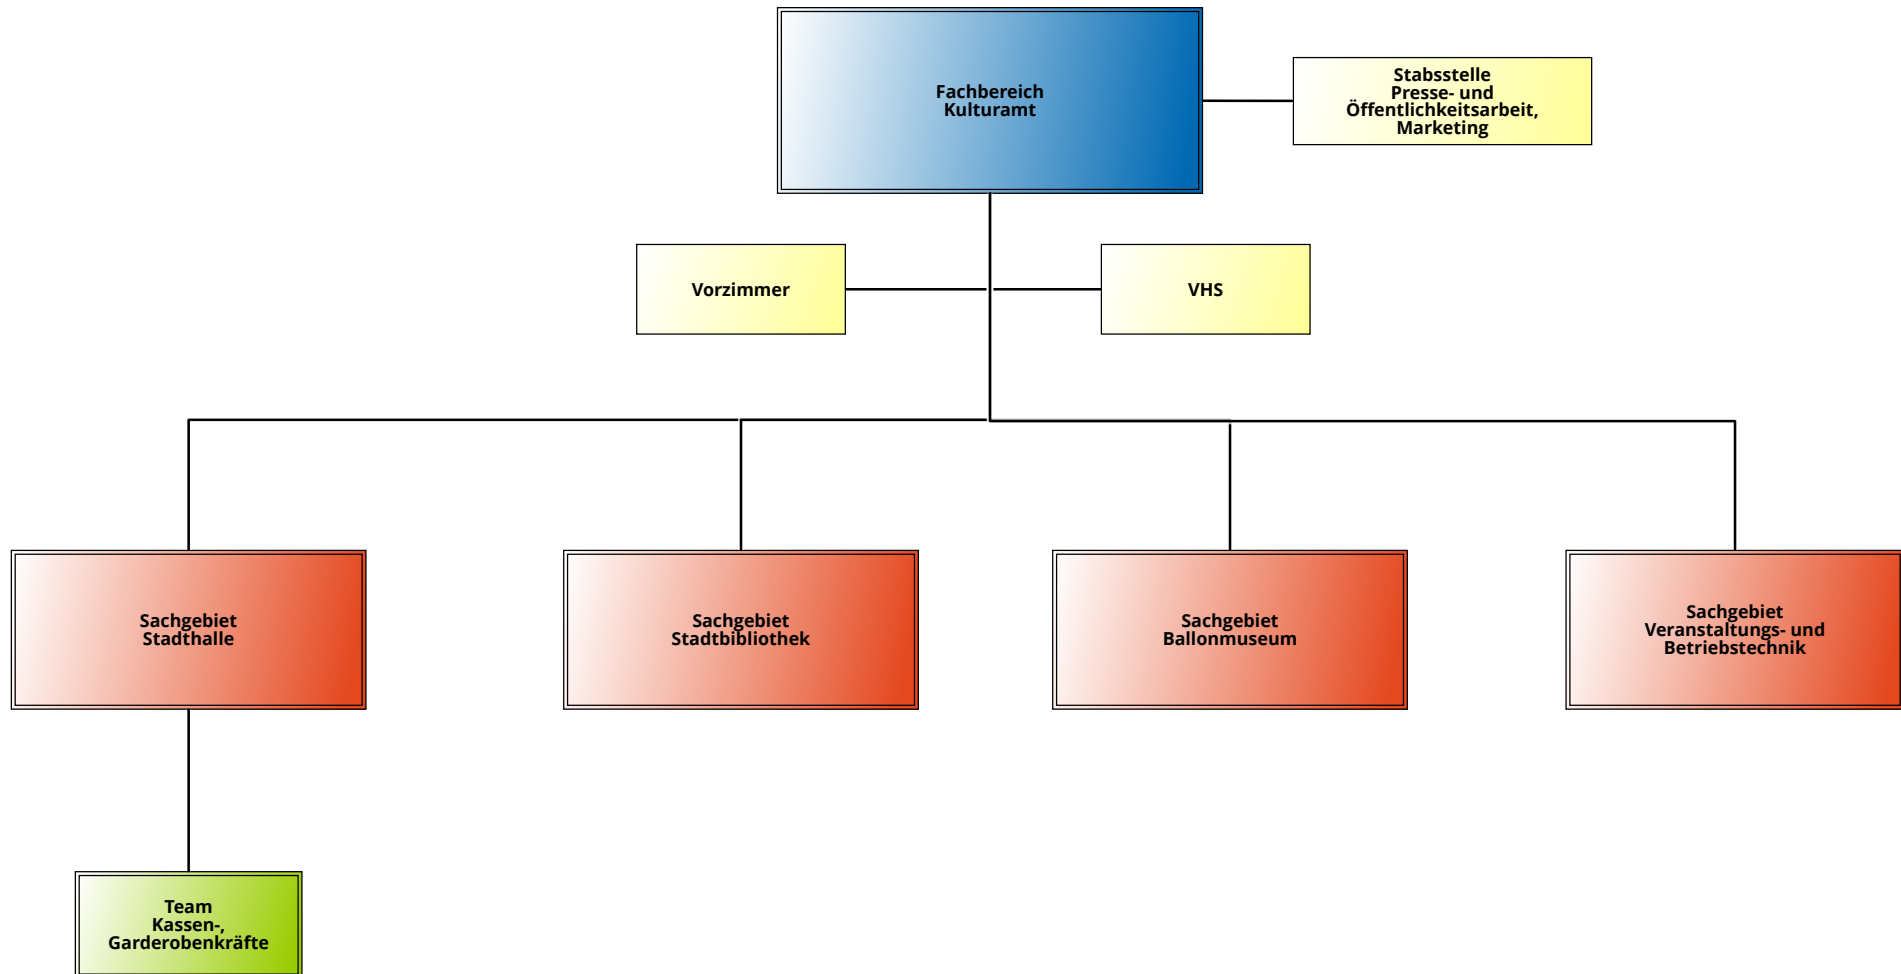 Fachbereich
Kulturamt
Stabsstelle
Presse- und
Öffentlichkeitsarbeit,
Marketing
Vorzimmer
VHS
Sachgebiet
Stadthalle
Sachgebiet
Stadtbibliothek
Sachgebiet
Ballonmuseum
Sachgebiet
Veranstaltungs- und
Betriebstechnik
Team
Kassen-,
Garderobenkräfte